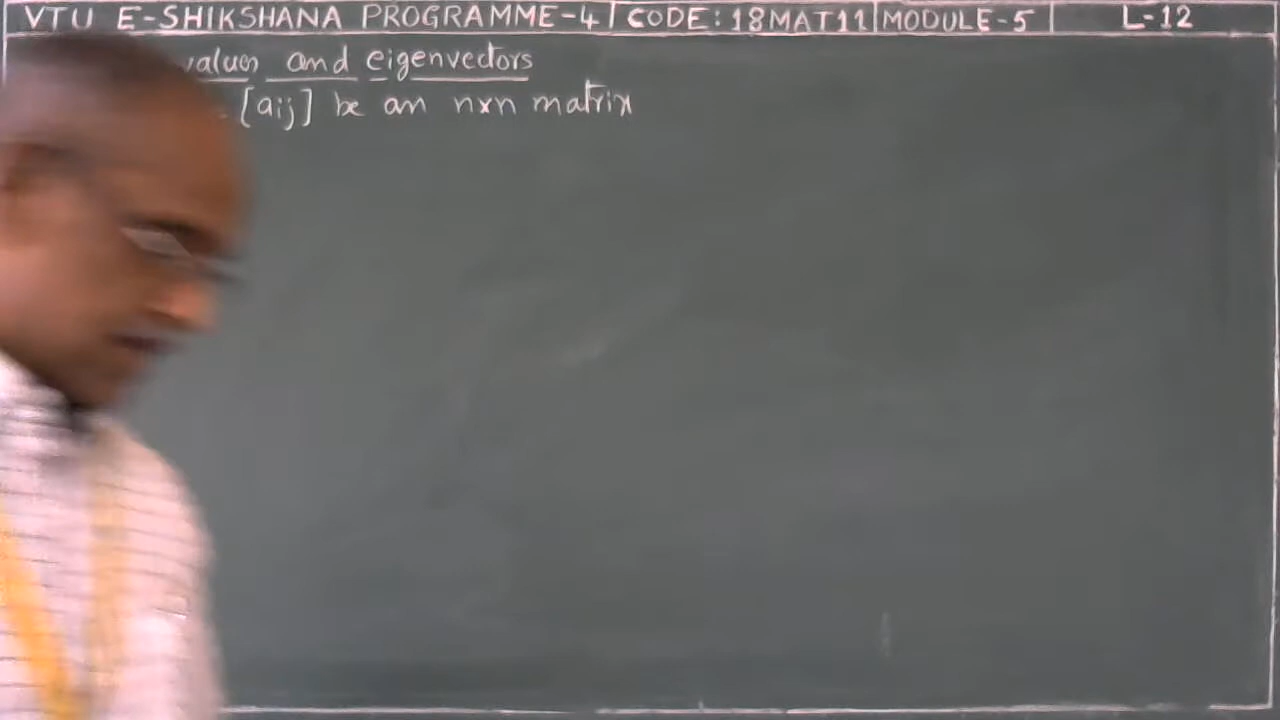 VTU E-SHIKSHANA PROGRAMME-4 CODE: 18MAT11 MODULE-5 L-12
values and eigenvectors
[aij] be an nxn matrix